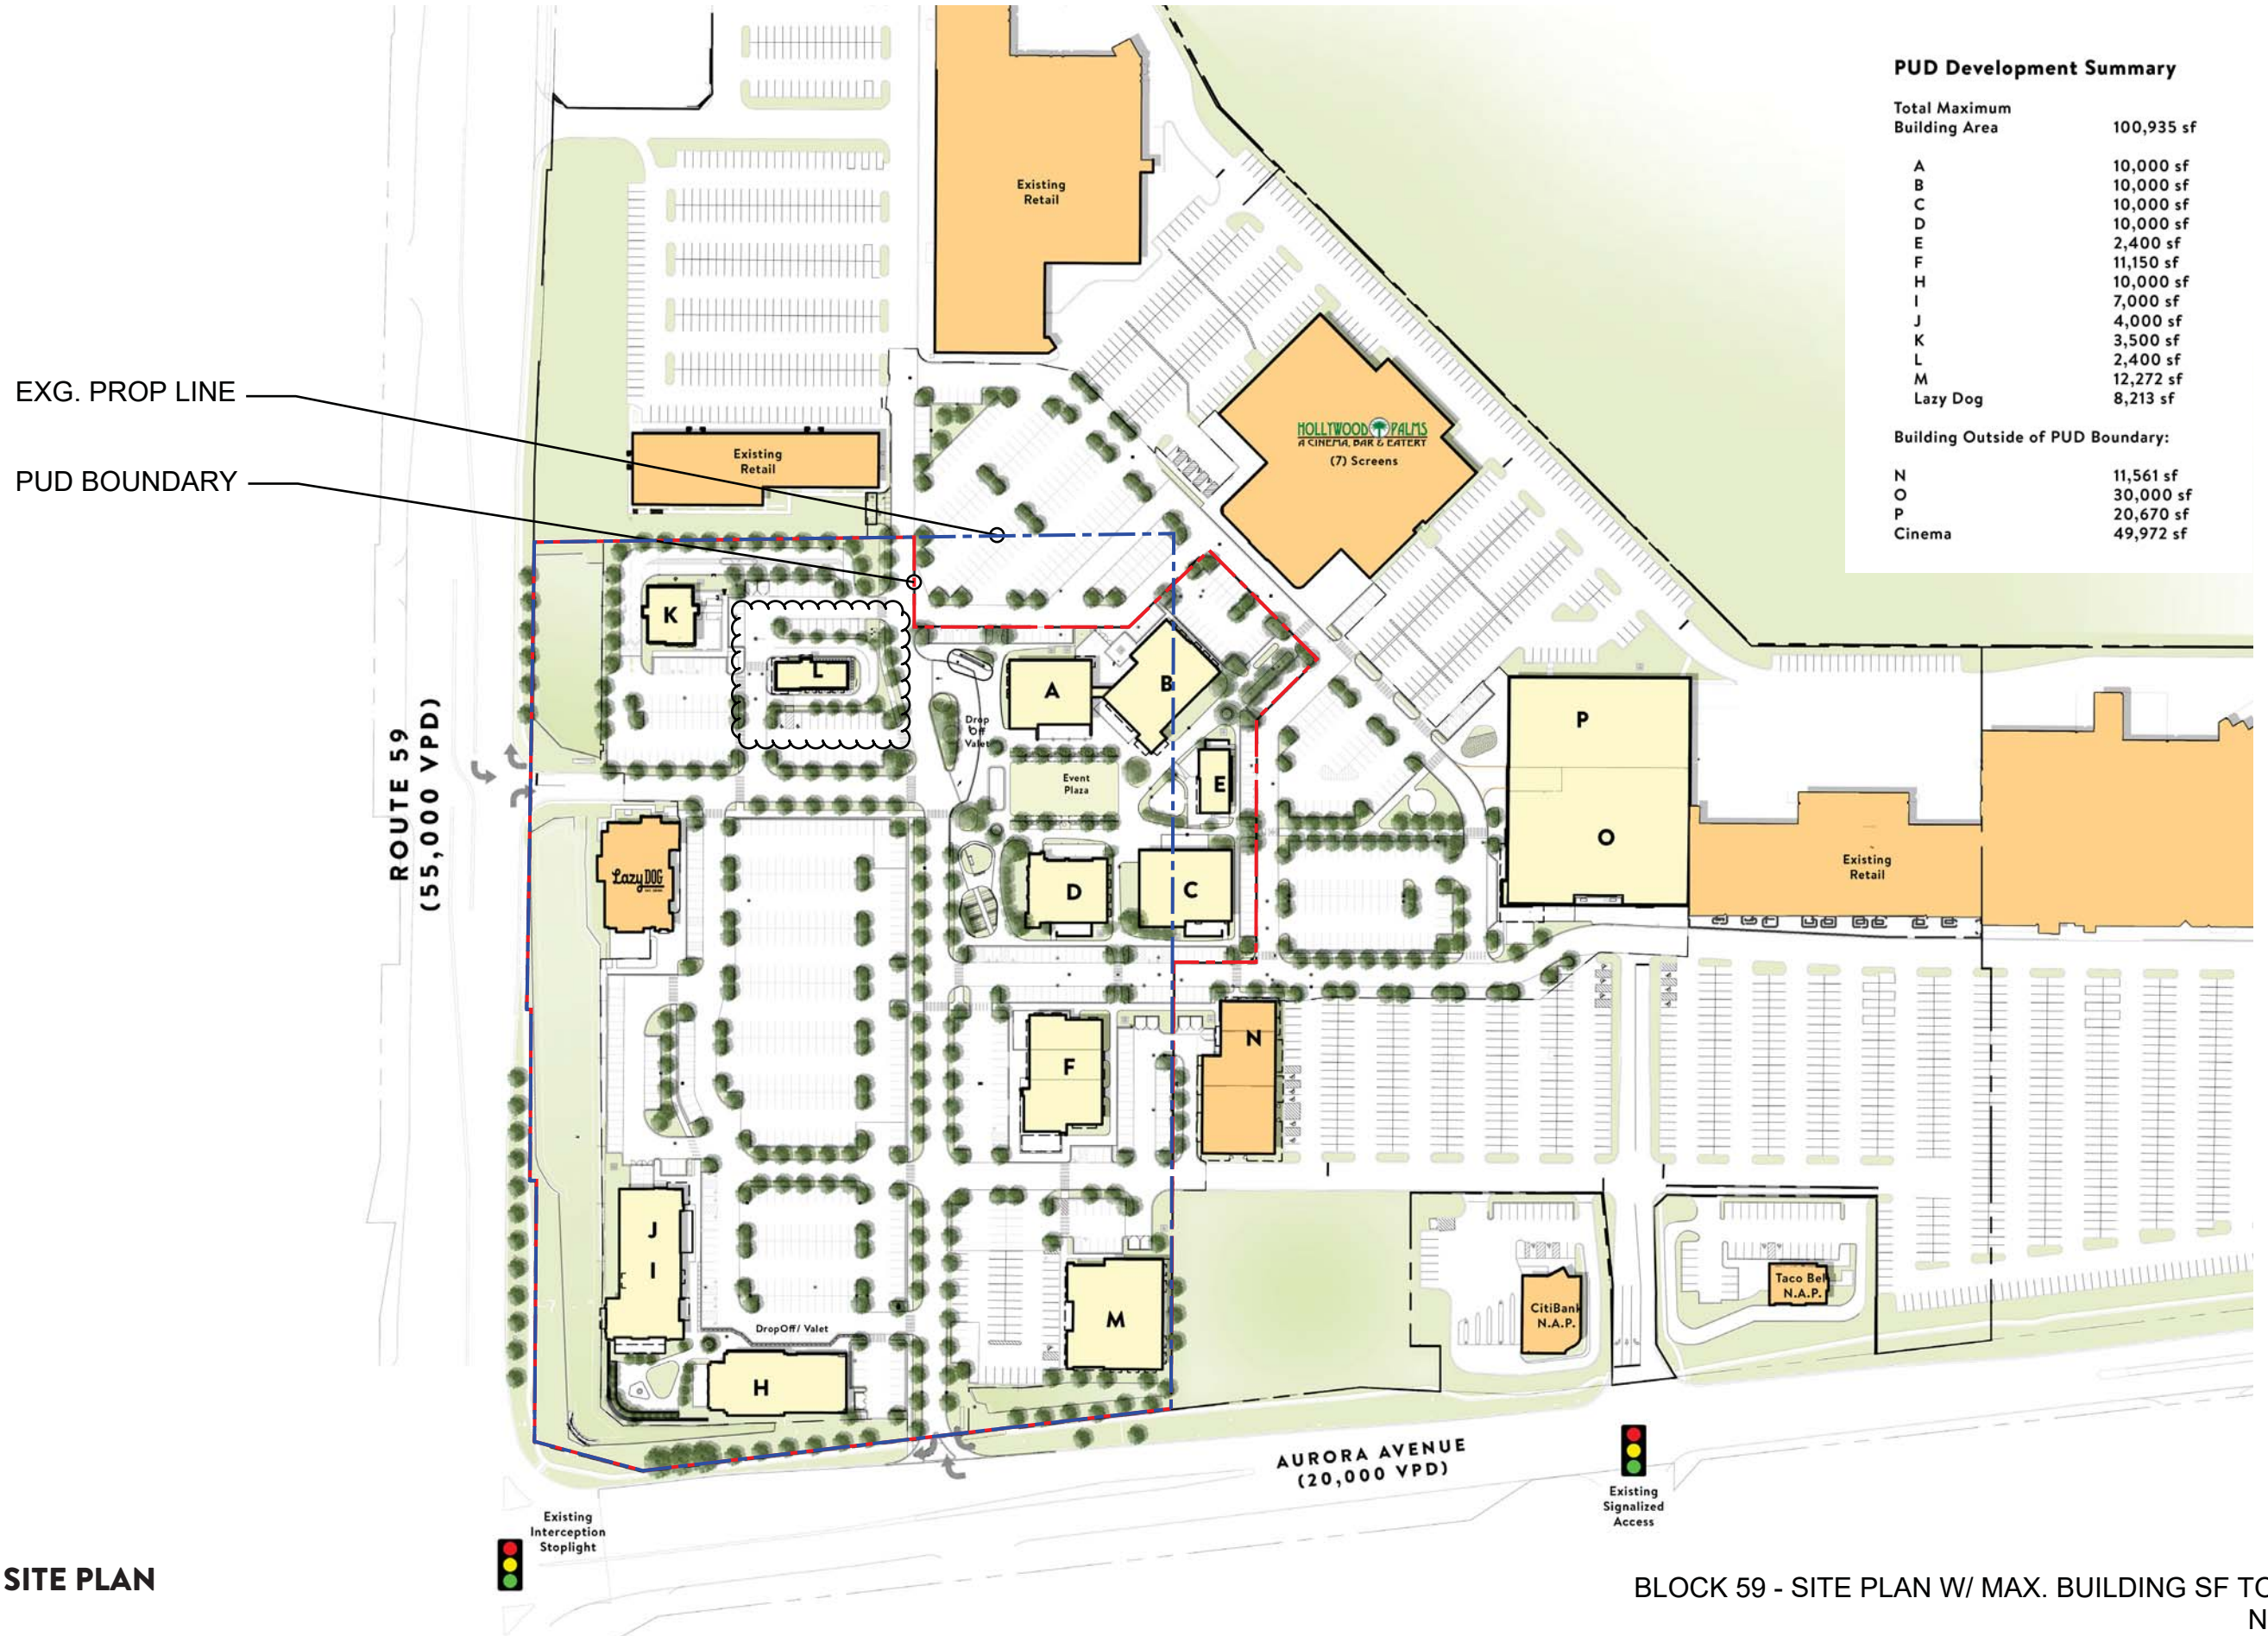 PUD Development Summary
Total Maximum
Building Area 100,935 sf
A 10,000 sf
B 10,000 sf
C 10,000 sf
D 10,000 sf
E 2,400 sf
F 11,150 sf
H 10,000 sf
I 7,000 sf
J 4,000 sf
K 3,500 sf
L 2,400 sf
M 12,272 sf
Lazy Dog 8,213 sf
Building Outside of PUD Boundary:
N 11,561 sf
O 30,000 sf
P 20,670 sf
Cinema 49,972 sf
Existing
Retail
EXG. PROP LINE
PUD BOUNDARY
HOLLYWOOD PALMS
A CINEMA, BAR & EATERY
(7) Screens
Existing
Retail
K
L
A
B
Drop
Off
Valet
Event
Plaza
E
P
O
ROUTE 59
(55,000 VPD)
Lazy DOG
D
C
Existing
Retail
F
N
J
I
DropOff/ Valet
H
M
CitiBank
N.A.P.
Taco Bel
N.A.P.
AURORA AVENUE
(20,000 VPD)
Existing
Interception
Stoplight
Existing
Signalized
Access
SITE PLAN
BLOCK 59 - SITE PLAN W/ MAX. BUILDING SF